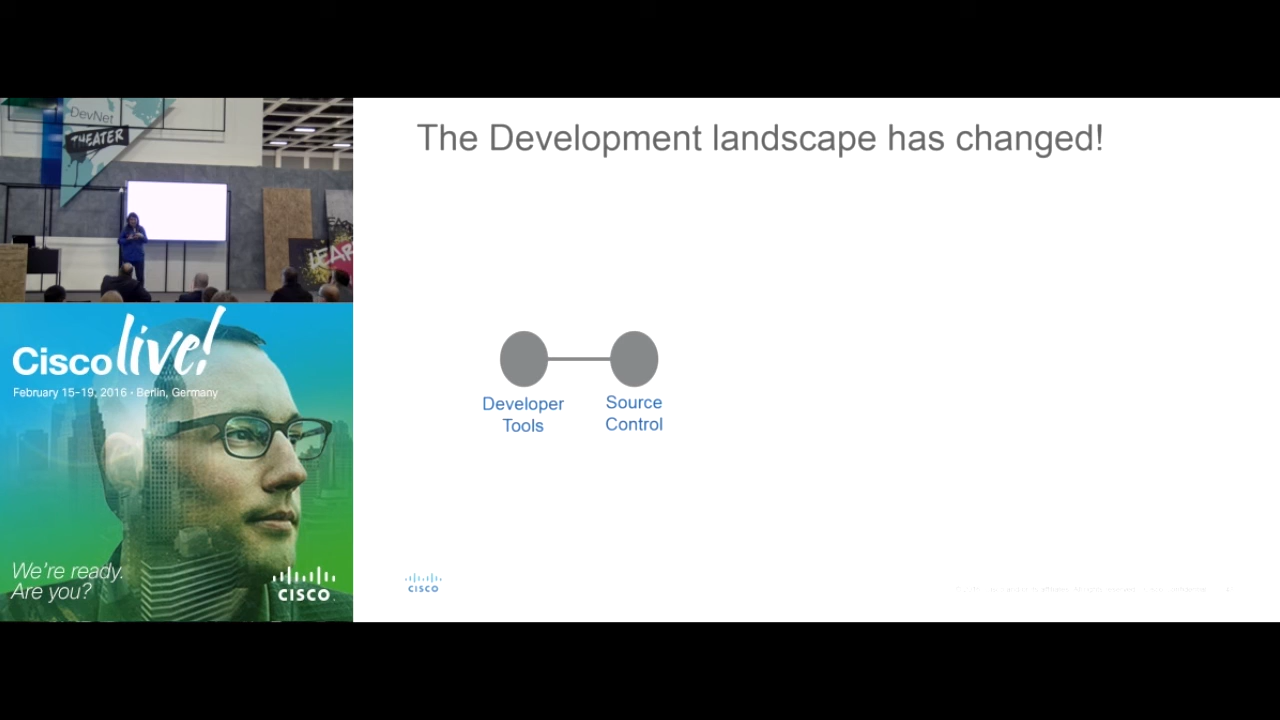 DevNet
THEATER
LEAR
Cisco live!
February 15-19, 2016 • Berlin, Germany
We're ready.
Are you?
CISCO
The Development landscape has changed!
Developer
Tools
Source
Control
CISCO